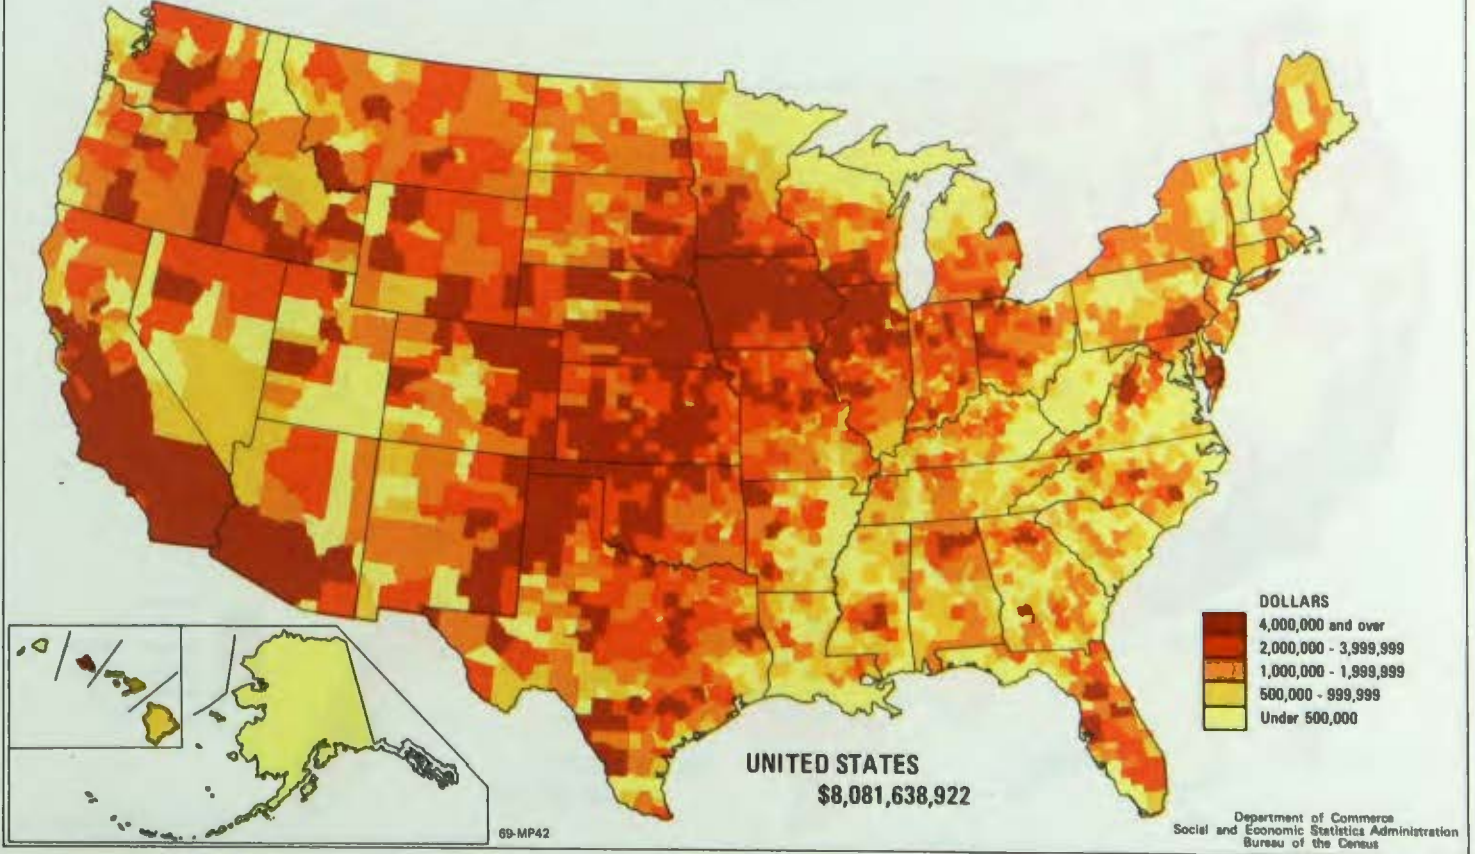 DOLLARS
4,000,000 and over
2,000,000 - 3,999,999
1,000,000 - 1,999,999
500,000 - 999,999
Under 500,000
UNITED STATES
$8,081,638,922
69-MP42
Department of Commerce
Social and Economic Statistics Administration
Bureau of the Census